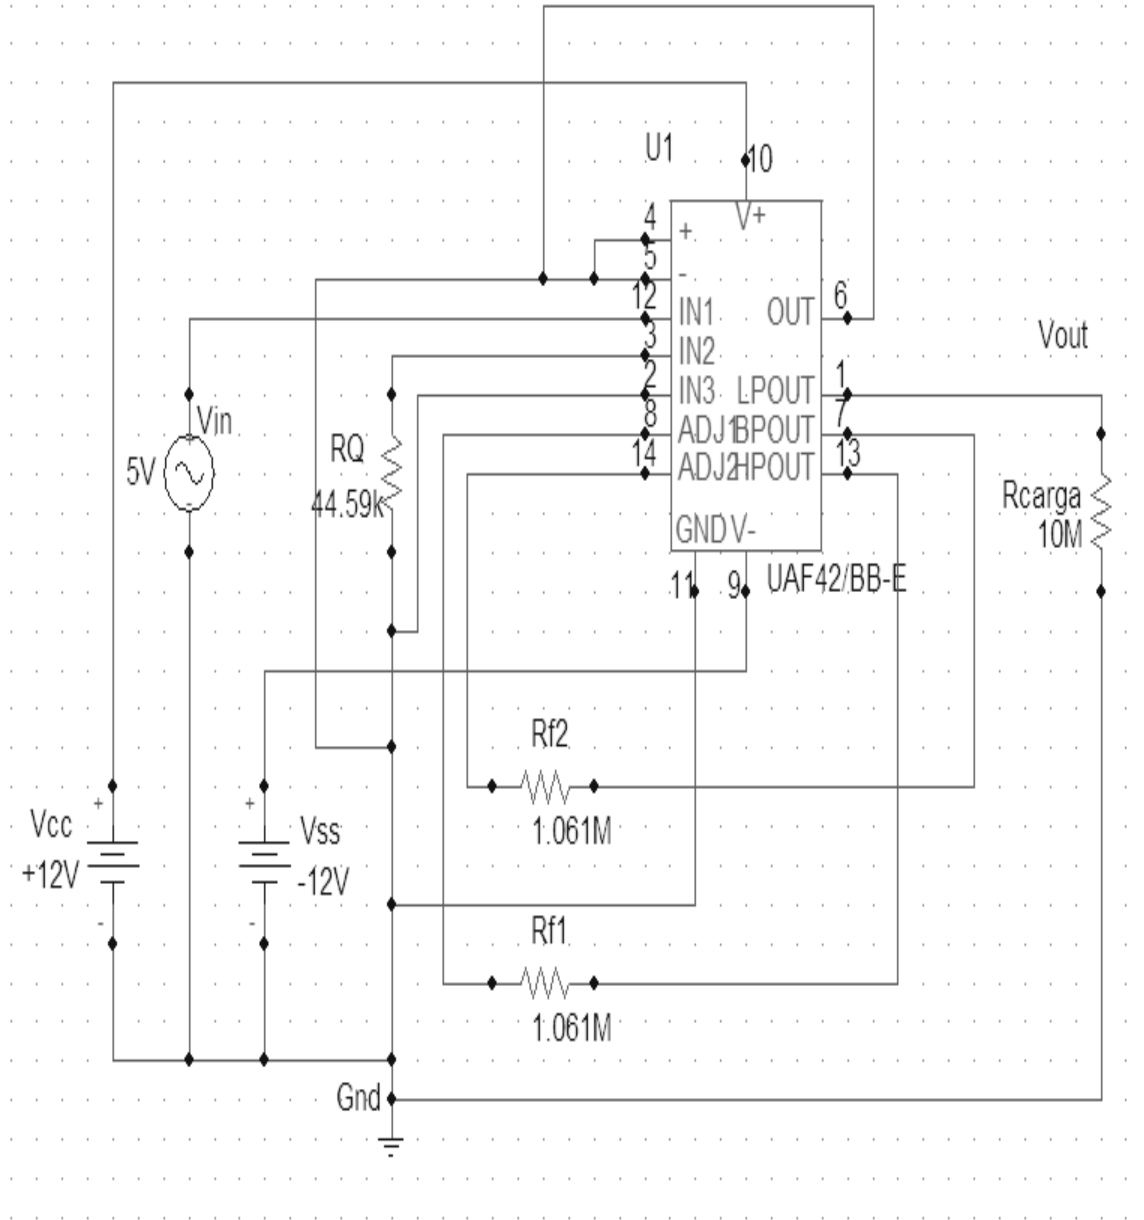 U1
10
V+
4
+
5
-
12
IN1
OUT
6
3
IN2
Vout
2
IN3
LPOUT
1
8
ADJ1
BPOUT
7
14
ADJ2
HPOUT
13
Vin
5V
RQ
44.59k
Rcarga
10M
GND
V-
11
9
UAF42/BB-E
Rf2
1.061M
+
Vcc
+12V
-
+
Vss
-12V
-
Rf1
1.061M
Gnd